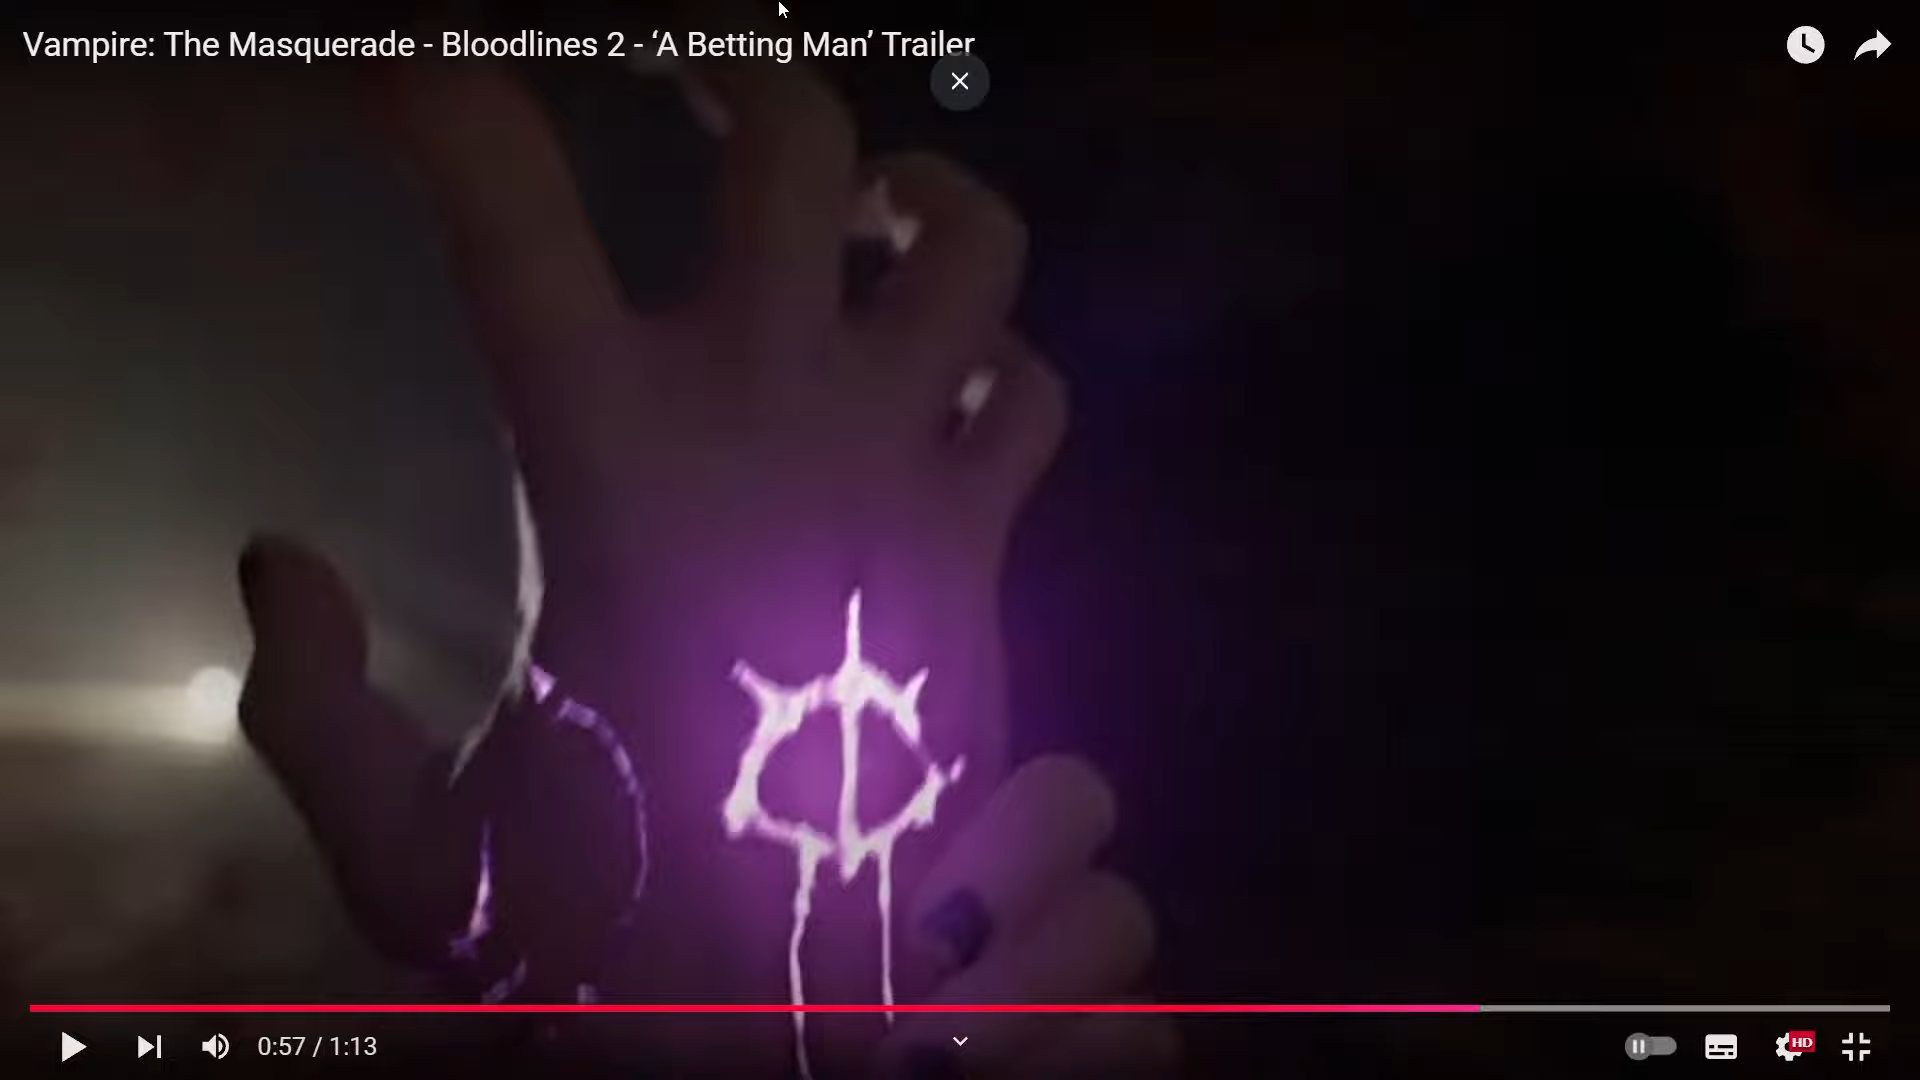 Vampire: The Masquerade - Bloodlines 2 - ‘A Betting Man’ Trailer
0:57 / 1:13
HD